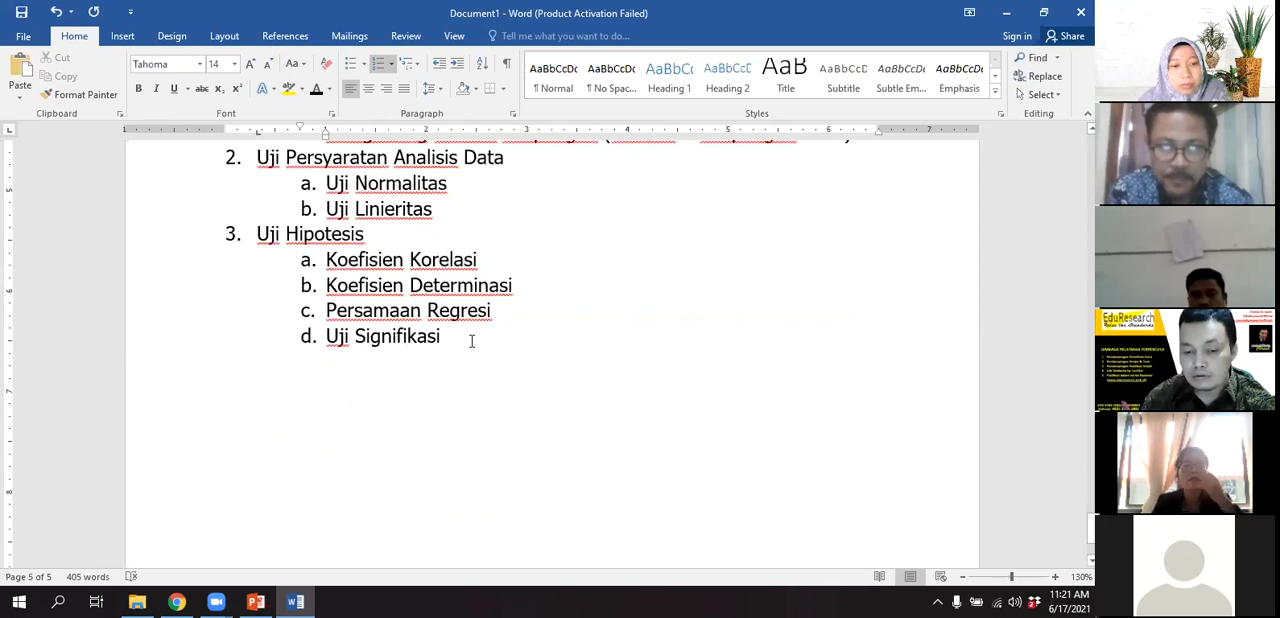 Document1 - Word (Product Activation Failed)
File Home Insert Design Layout References Mailings Review View Tell me what you want to do... Sign in Share
Paste
Cut
Copy
Format Painter
Clipboard
Tahoma 14
Font
Paragraph
AaBbCcDc AaBbCcDc AaBbCc AaBbCcC AaB AaBbCcD AaBbCcD AaBbCcDc
¶ Normal ¶ No Spac... Heading 1 Heading 2 Title Subtitle Subtle Em... Emphasis
Styles
Find
Replace
Select
Editing
2. Uji Persyaratan Analisis Data
a. Uji Normalitas
b. Uji Linieritas
3. Uji Hipotesis
a. Koefisien Korelasi
b. Koefisien Determinasi
c. Persamaan Regresi
d. Uji Signifikasi
EduResearch
Page 5 of 5 405 words
130%
11:21 AM
6/17/2021